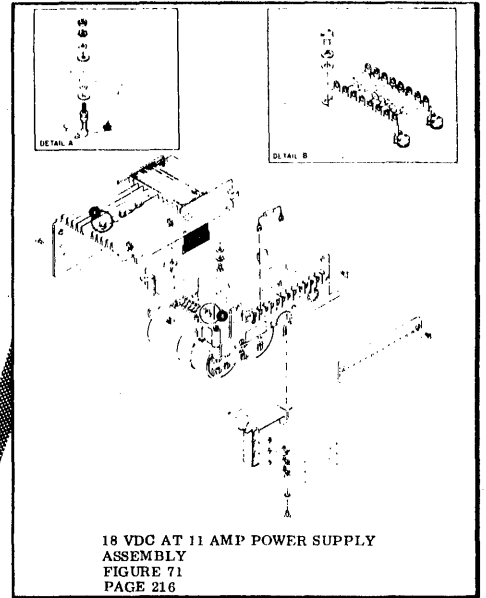 DETAIL A
DETAIL B
18 VDC AT 11 AMP POWER SUPPLY
ASSEMBLY
FIGURE 71
PAGE 216